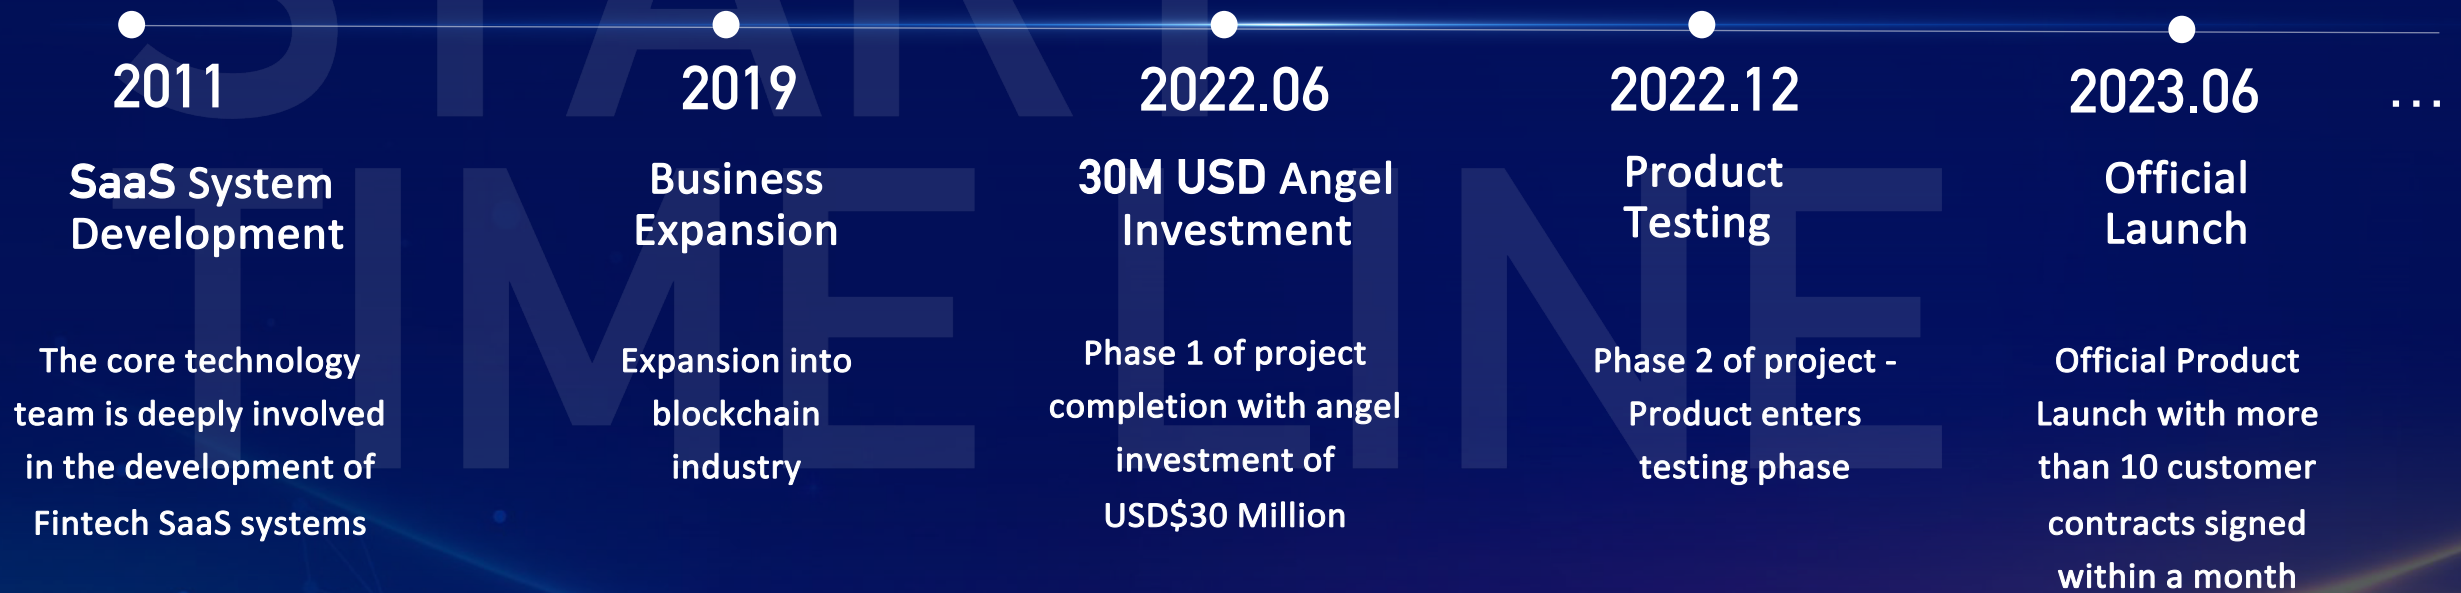 START
TIME LINE
2011
SaaS System
Development
The core technology
team is deeply involved
in the development of
Fintech SaaS systems
2019
Business
Expansion
Expansion into
blockchain
industry
2022.06
30M USD Angel
Investment
Phase 1 of project
completion with angel
investment of
USD$30 Million
2022.12
Product
Testing
Phase 2 of project -
Product enters
testing phase
2023.06
Official
Launch
Official Product
Launch with more
than 10 customer
contracts signed
within a month
...